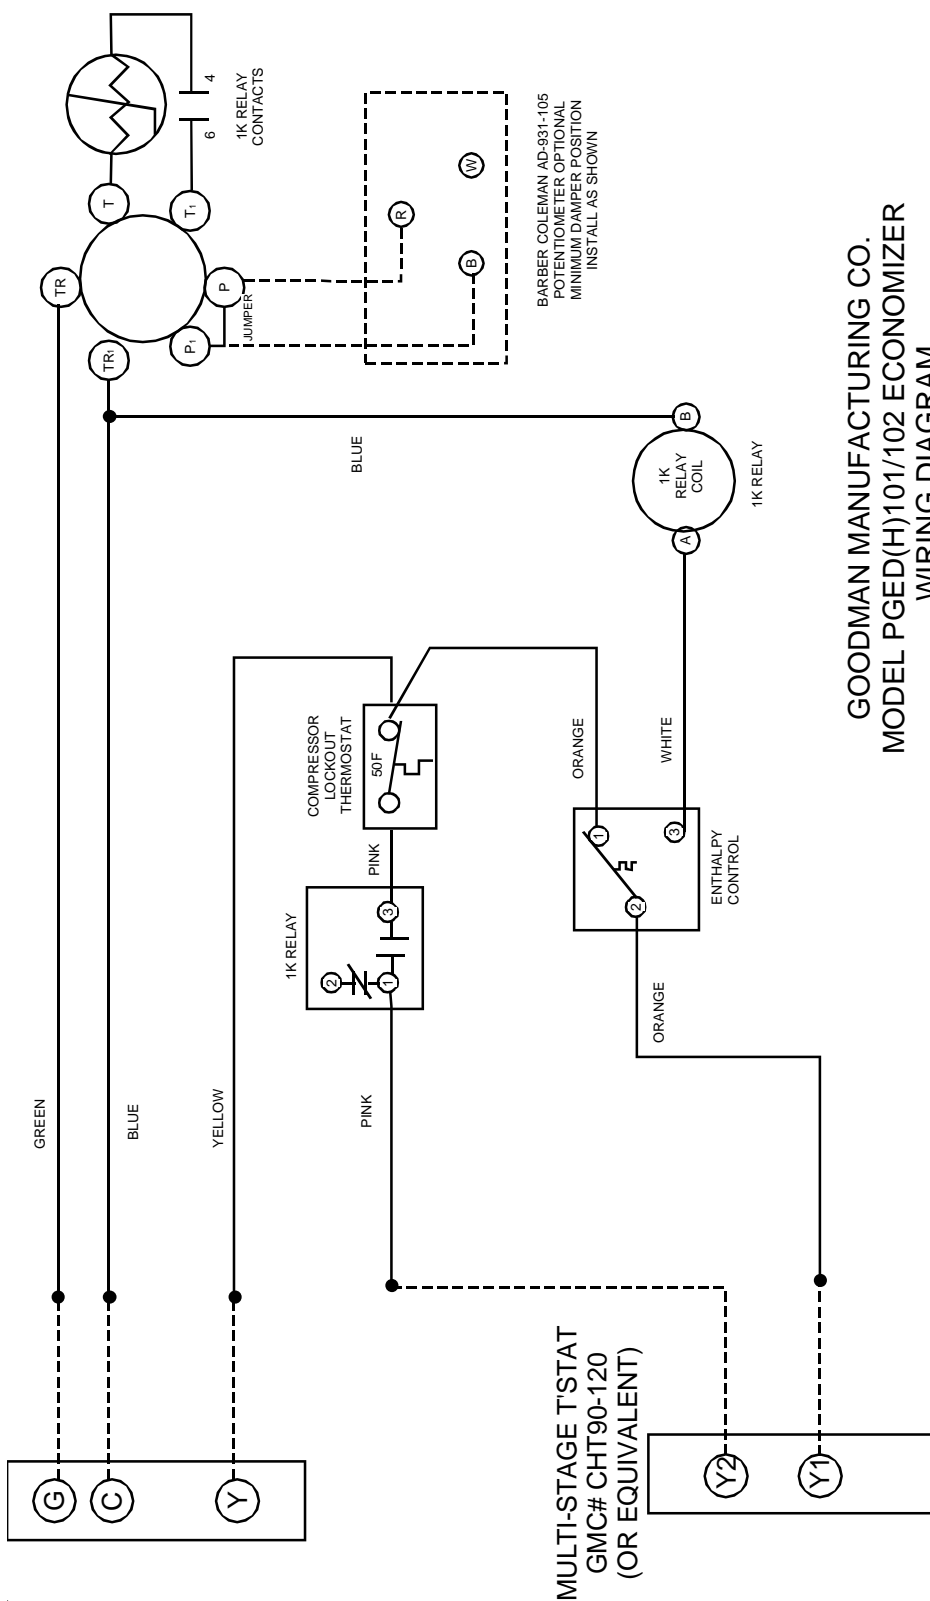 TR
TR1
T
T1
P
P1
JUMPER
4
6
1K RELAY
CONTACTS
R
W
B
BARBER COLEMAN AD-931-105
POTENTIOMETER OPTIONAL
MINIMUM DAMPER POSITION
INSTALL AS SHOWN
BLUE
B
1K
RELAY
COIL
A
1K RELAY
COMPRESSOR
LOCKOUT
THERMOSTAT
50F
PINK
1K RELAY
2
3
1
ORANGE
WHITE
1
3
2
ENTHALPY
CONTROL
ORANGE
GREEN
BLUE
YELLOW
PINK
G
C
Y
MULTI-STAGE T'STAT
GMC# CHT90-120
(OR EQUIVALENT)
Y2
Y1
GOODMAN MANUFACTURING CO.
MODEL PGED(H)101/102 ECONOMIZER
WIRING DIAGRAM